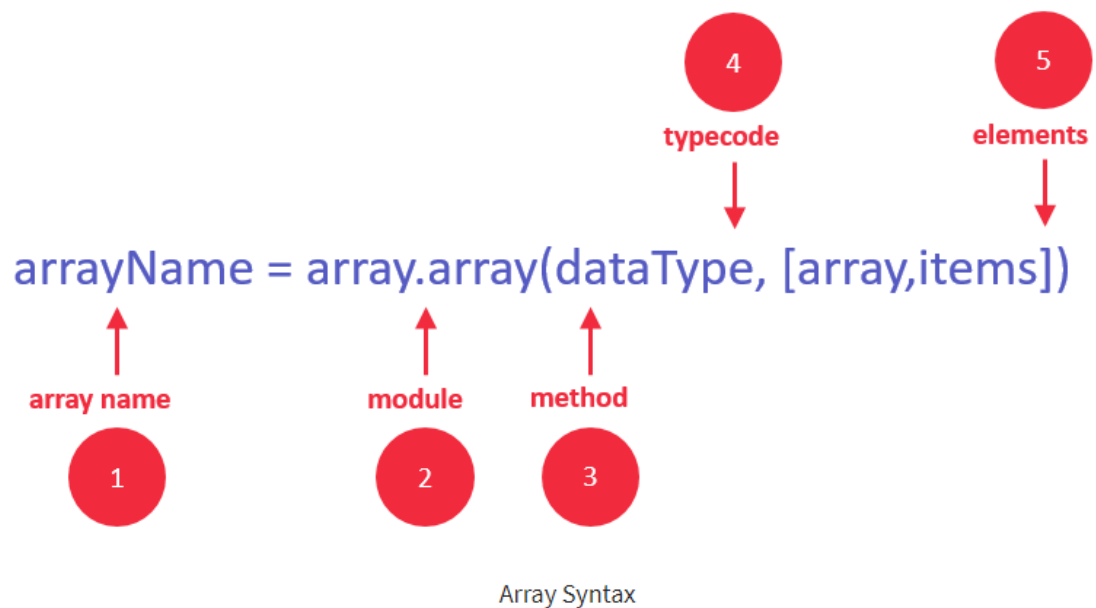 4 5
typecode elements
arrayName = array.array(dataType, [array,items])
array name module method
1 2 3
Array Syntax